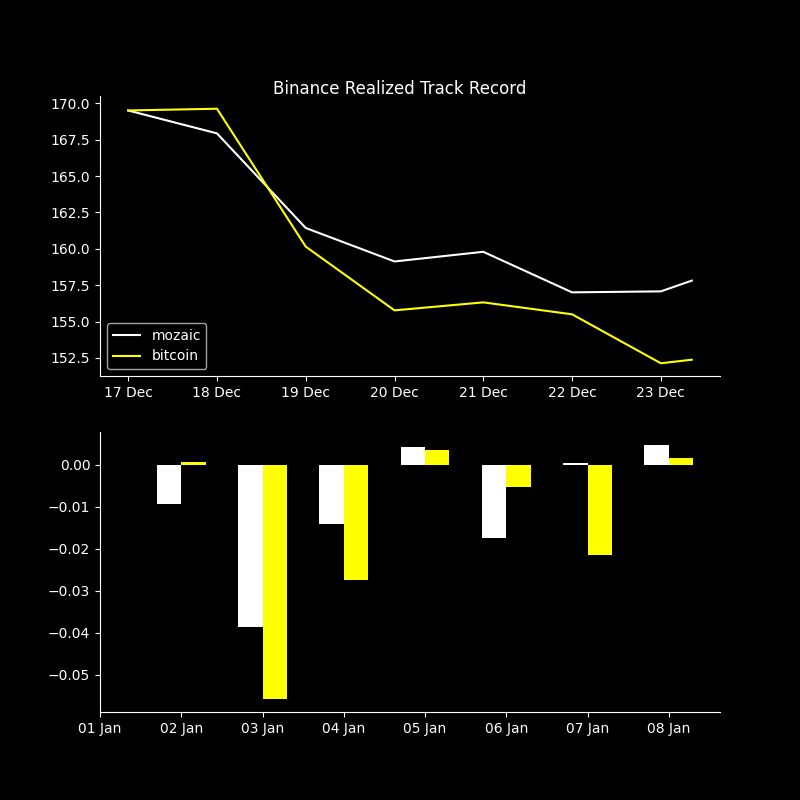 Binance Realized Track Record
170.0
167.5
165.0
162.5
160.0
157.5
155.0
152.5
mozaic
bitcoin
17 Dec 18 Dec 19 Dec 20 Dec 21 Dec 22 Dec 23 Dec
0.00
−0.01
−0.02
−0.03
−0.04
−0.05
01 Jan 02 Jan 03 Jan 04 Jan 05 Jan 06 Jan 07 Jan 08 Jan